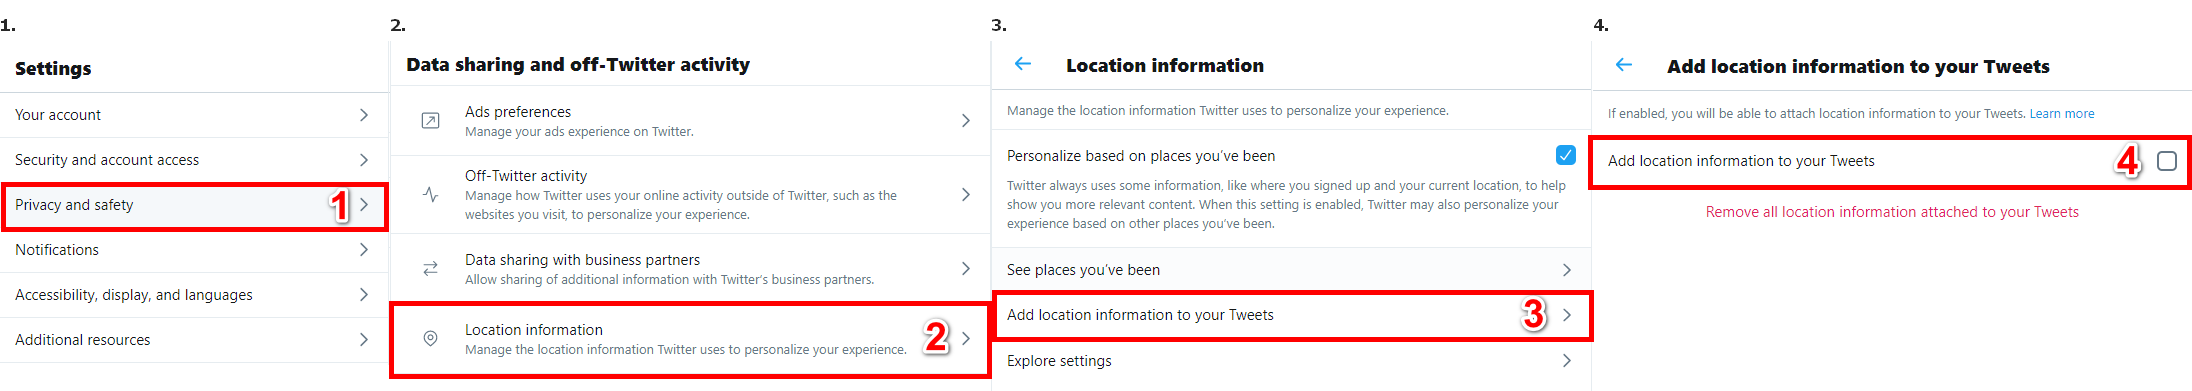 1.
Settings
Your account
Security and account access
Privacy and safety 1
Notifications
Accessibility, display, and languages
Additional resources
2.
Data sharing and off-Twitter activity
Ads preferences
Manage your ads experience on Twitter.
Off-Twitter activity
Manage how Twitter uses your online activity outside of Twitter, such as the
websites you visit, to personalize your experience.
Data sharing with business partners
Allow sharing of additional information with Twitter's business partners.
Location information
Manage the location information Twitter uses to personalize your experience. 2
3.
Location information
Manage the location information Twitter uses to personalize your experience.
Personalize based on places you've been
Twitter always uses some information, like where you signed up and your current location, to help
show you more relevant content. When this setting is enabled, Twitter may also personalize your
experience based on other places you've been.
See places you've been
Add location information to your Tweets 3
Explore settings
4.
Add location information to your Tweets
If enabled, you will be able to attach location information to your Tweets. Learn more
Add location information to your Tweets 4
Remove all location information attached to your Tweets